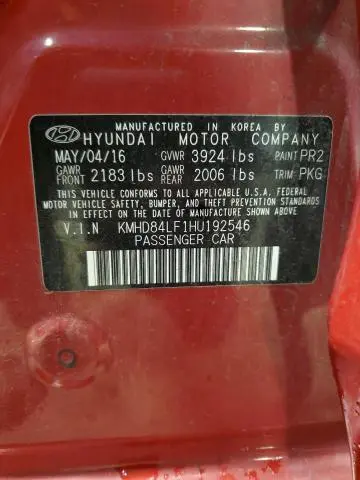 MANUFACTURED IN KOREA BY
HYUNDAI MOTOR COMPANY
MAY/04/16 GVWR 3924 lbs PAINT PR2
GAWR FRONT 2183 lbs GAWR REAR 2006 lbs TRIM PKG
THIS VEHICLE CONFORMS TO ALL APPLICABLE U.S.A. FEDERAL
MOTOR VEHICLE SAFETY, BUMPER, AND THEFT PREVENTION STANDARDS
IN EFFECT ON THE DATE OF MANUFACTURE SHOWN ABOVE.
V.I.N KMHD84LF1HU192546
PASSENGER CAR